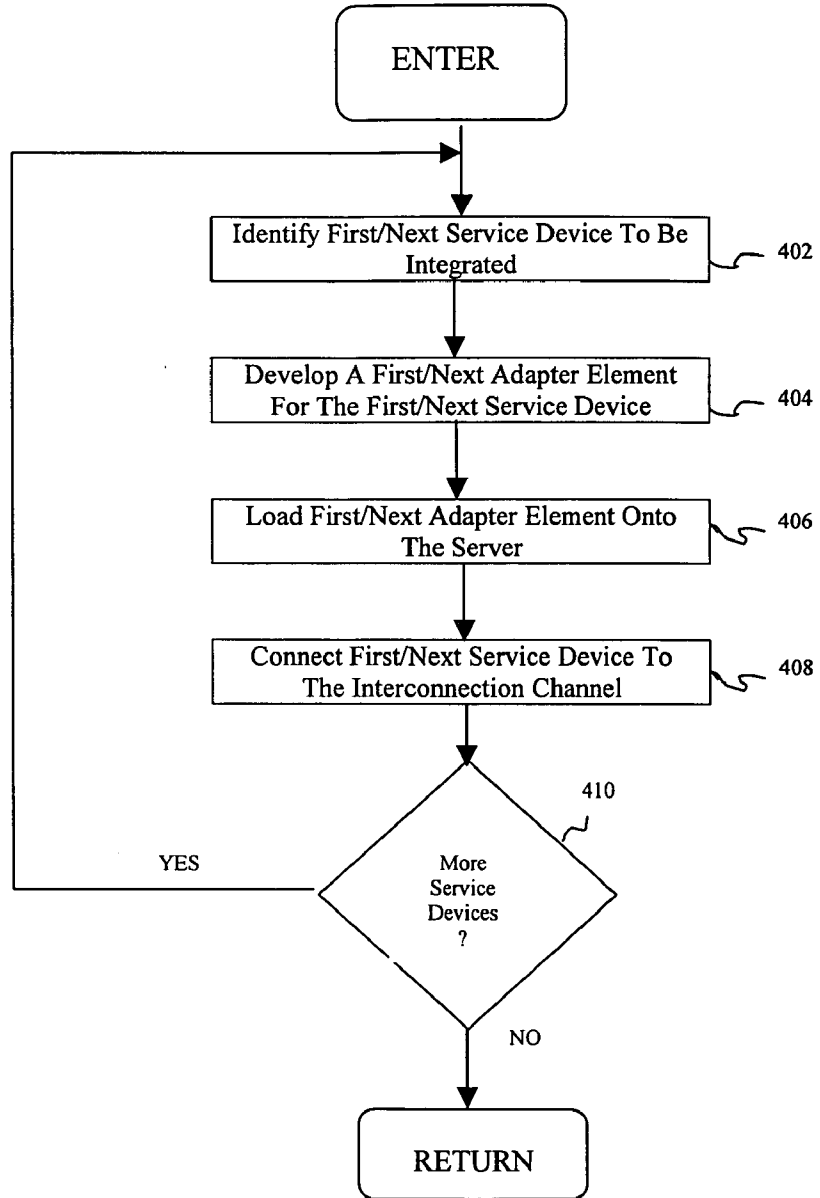 ENTER
Identify First/Next Service Device To Be
Integrated
402
Develop A First/Next Adapter Element
For The First/Next Service Device
404
Load First/Next Adapter Element Onto
The Server
406
Connect First/Next Service Device To
The Interconnection Channel
408
410
YES
More
Service
Devices
?
NO
RETURN